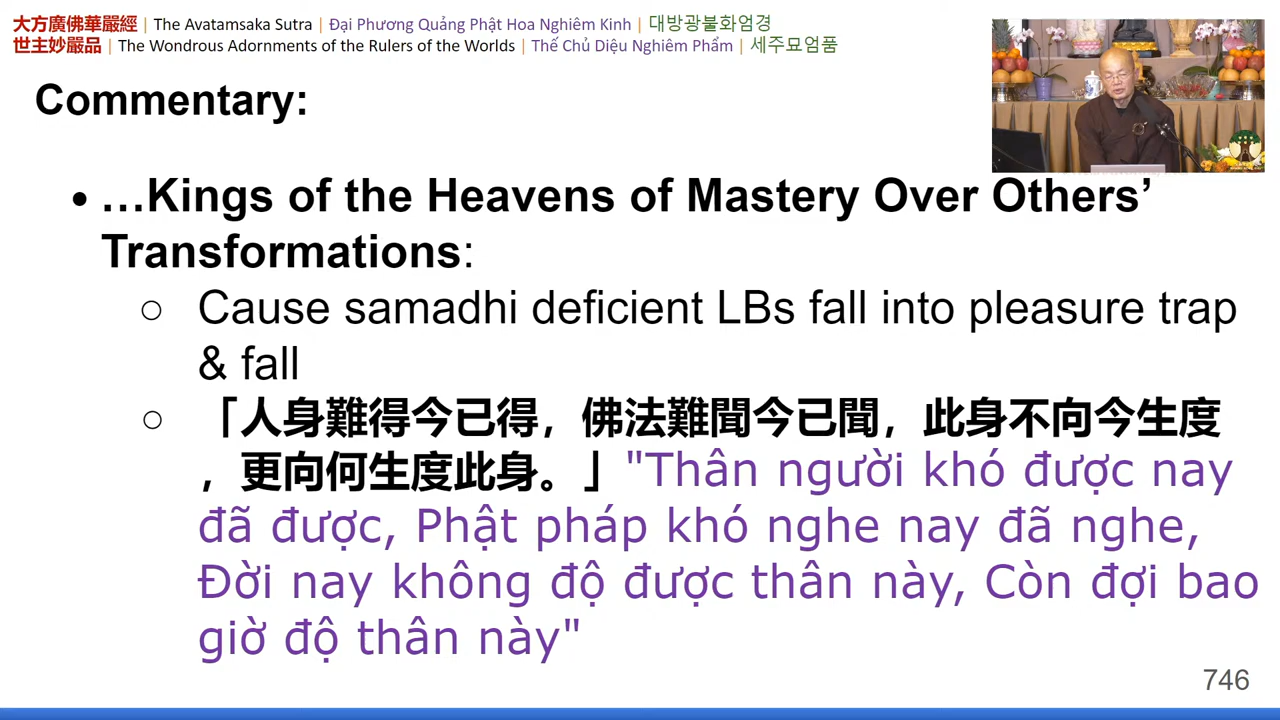 大方廣佛華嚴經 | The Avatamsaka Sutra | Đại Phương Quảng Phật Hoa Nghiêm Kinh | 대방광불화엄경
世主妙嚴品 | The Wondrous Adornments of the Rulers of the Worlds | Thế Chủ Diệu Nghiêm Phẩm | 세주묘엄품
Commentary:
• …Kings of the Heavens of Mastery Over Others’
Transformations:
○ Cause samadhi deficient LBs fall into pleasure trap
& fall
○ 「人身難得今已得，佛法難聞今已聞，此身不向今生度
，更向何生度此身。」"Thân người khó được nay
đã được, Phật pháp khó nghe nay đã nghe,
Đời nay không độ được thân này, Còn đợi bao
giờ độ thân này"
746